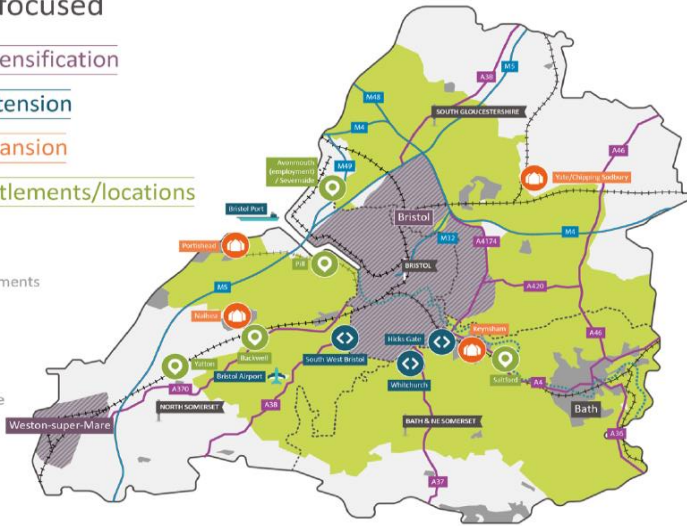 focused
ensification
tension
ansion
tlements/locations
ments
e
A38
M5
M48
SOUTH GLOUCESTERSHIRE
M4
A46
Avonmouth
(employment)
/ Severnside
M49
Yate/Chipping Sodbury
Bristol Port
Bristol
M32
M4
Portishead
A4174
Pill
BRISTOL
M5
A420
Nailsea
Hicks Gate
Keynsham
A46
Backwell
South West Bristol
Yatton
Bristol Airport
Whitchurch
Saltford
A4
A370
NORTH SOMERSET
A38
Bath
Weston-super-Mare
BATH & NE SOMERSET
A36
A37